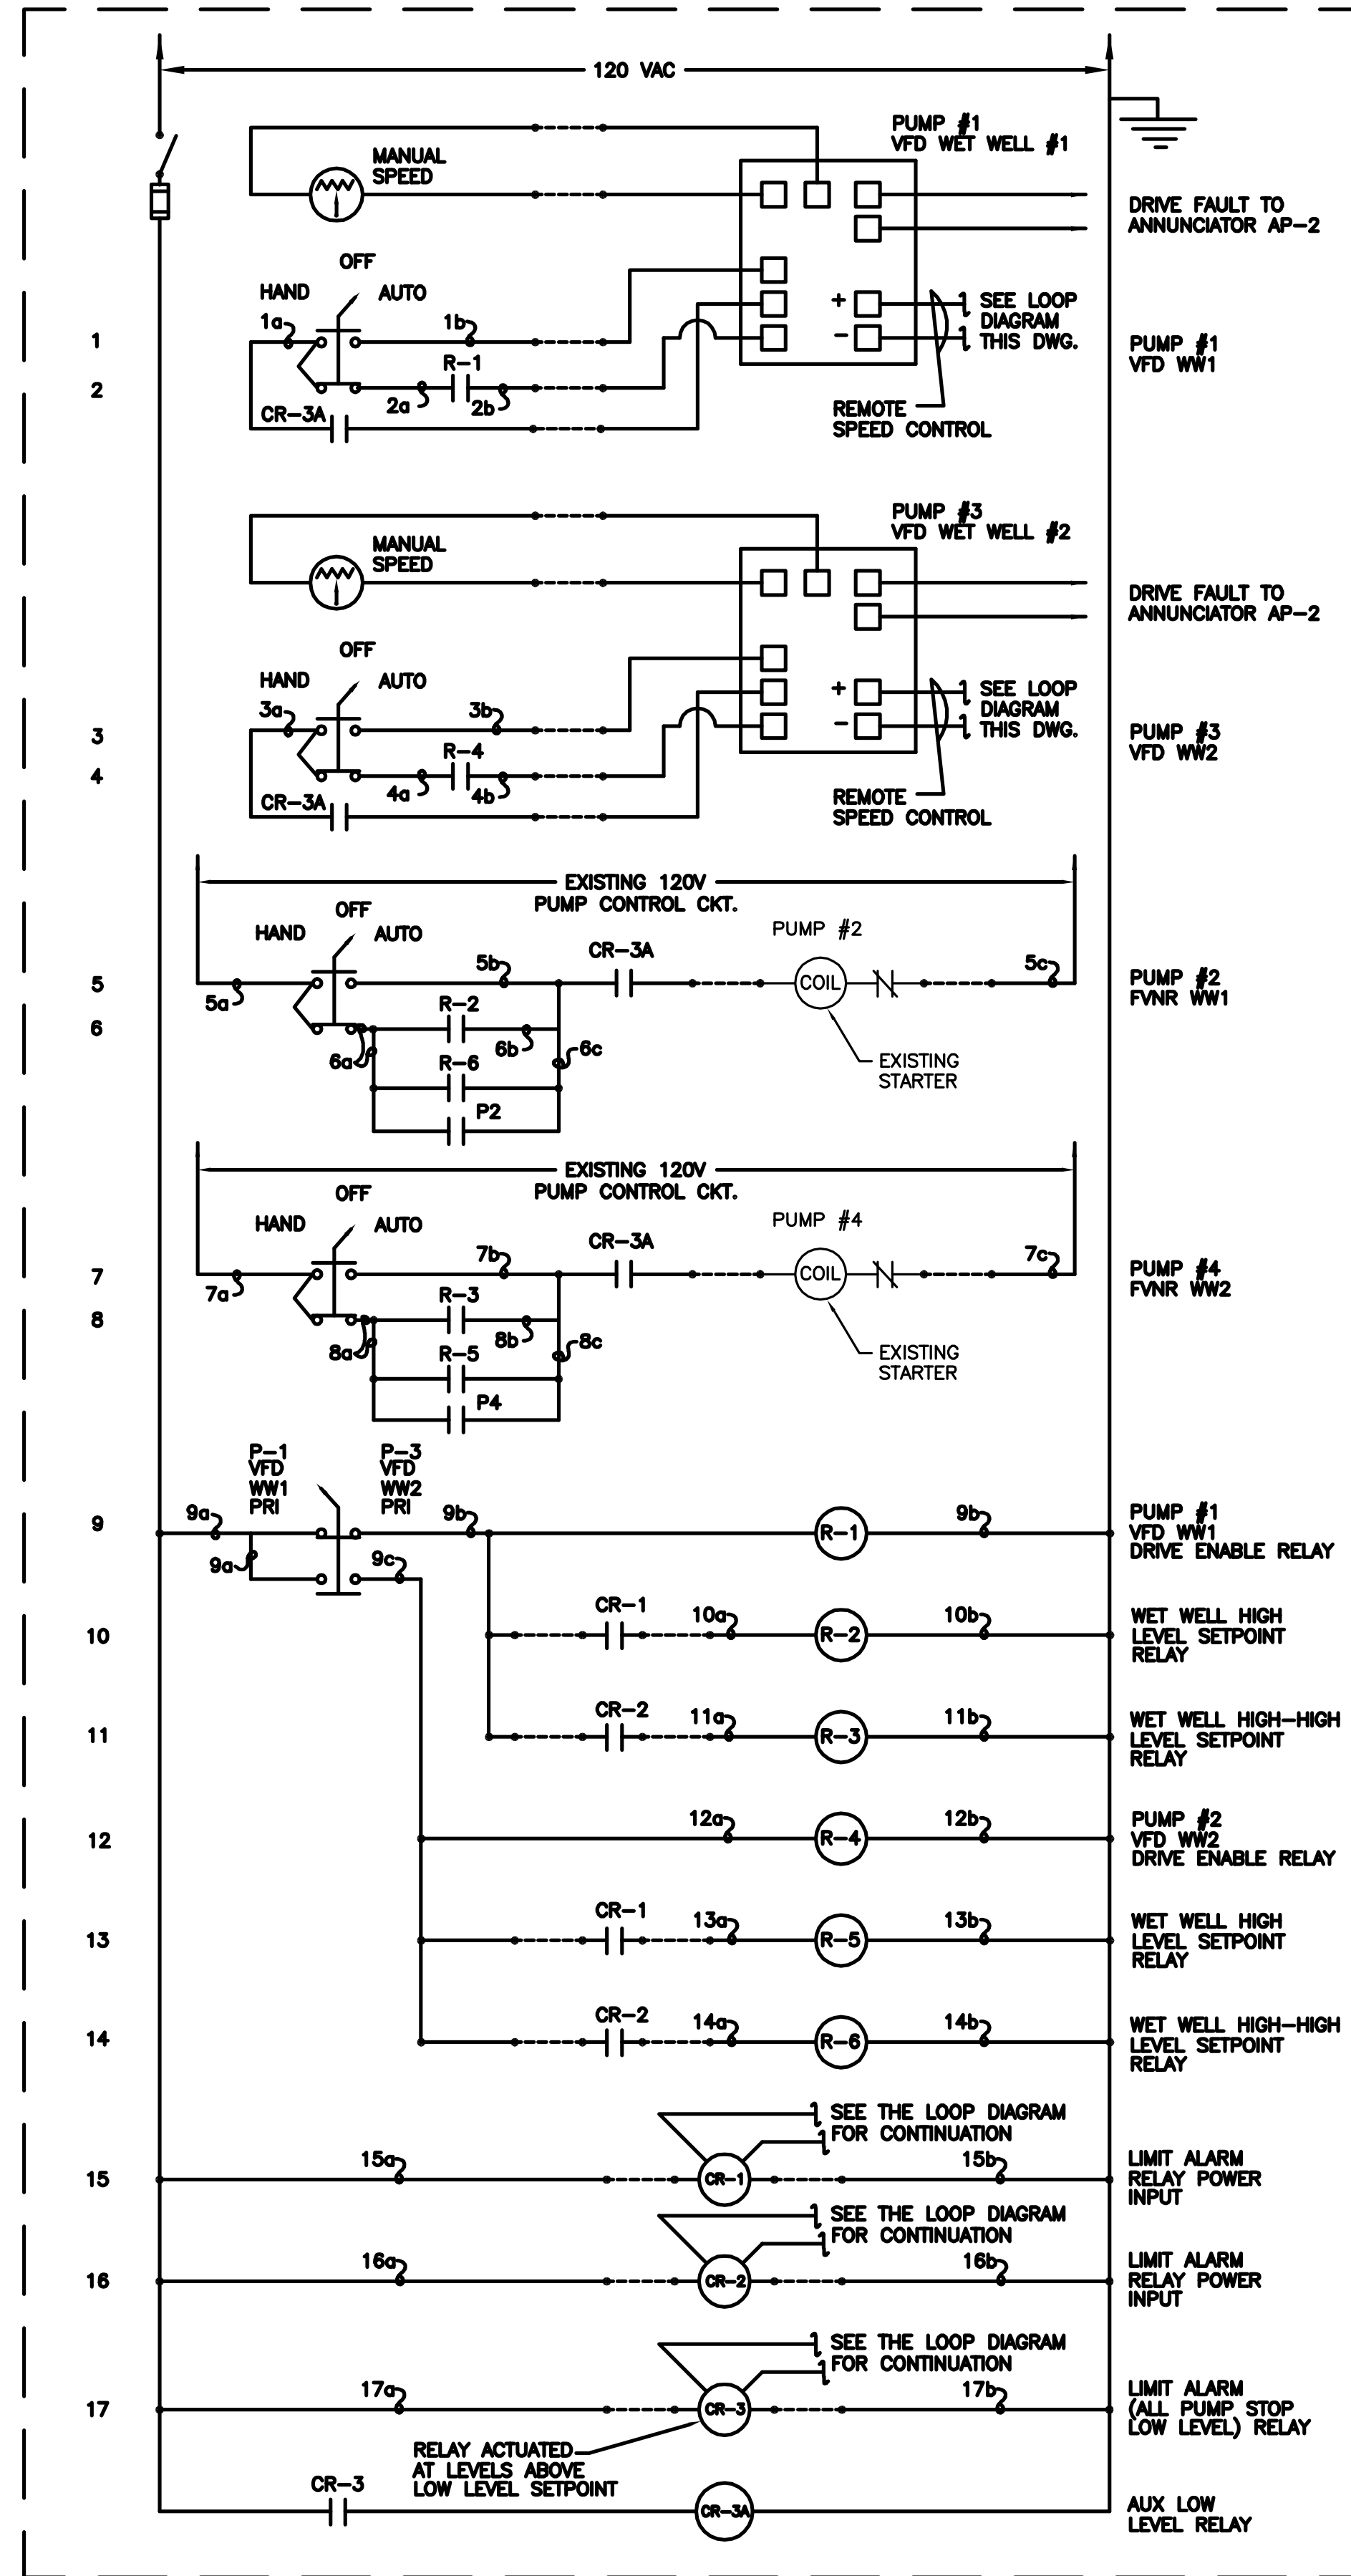 120 VAC
PUMP #1
VFD WET WELL #1
MANUAL
SPEED
DRIVE FAULT TO
ANNUNCIATOR AP-2
OFF
HAND
AUTO
1a
1b
+
-
SEE LOOP
DIAGRAM
THIS DWG.
1
PUMP #1
VFD WW1
R-1
2
2a
2b
CR-3A
REMOTE
SPEED CONTROL
PUMP #3
VFD WET WELL #2
MANUAL
SPEED
DRIVE FAULT TO
ANNUNCIATOR AP-2
OFF
HAND
AUTO
3a
3b
+
-
SEE LOOP
DIAGRAM
THIS DWG.
3
PUMP #3
VFD WW2
R-4
4
4a
4b
CR-3A
REMOTE
SPEED CONTROL
EXISTING 120V
PUMP CONTROL CKT.
OFF
HAND
AUTO
PUMP #2
5b
CR-3A
5c
5
COIL
PUMP #2
FVNR WW1
5a
R-2
6
6b
6c
6a
R-6
EXISTING
STARTER
P2
EXISTING 120V
PUMP CONTROL CKT.
OFF
HAND
AUTO
PUMP #4
7b
CR-3A
7c
7
COIL
PUMP #4
FVNR WW2
7a
R-3
8
8b
8c
8a
R-5
EXISTING
STARTER
P4
P-1
VFD
WW1
PRI
P-3
VFD
WW2
PRI
9a
9b
9b
9
R-1
PUMP #1
VFD WW1
DRIVE ENABLE RELAY
9a
9c
10
CR-1
10a
R-2
10b
WET WELL HIGH
LEVEL SETPOINT
RELAY
11
CR-2
11a
R-3
11b
WET WELL HIGH-HIGH
LEVEL SETPOINT
RELAY
12
12a
R-4
12b
PUMP #2
VFD WW2
DRIVE ENABLE RELAY
13
CR-1
13a
R-5
13b
WET WELL HIGH
LEVEL SETPOINT
RELAY
14
CR-2
14a
R-6
14b
WET WELL HIGH-HIGH
LEVEL SETPOINT
RELAY
SEE THE LOOP DIAGRAM
FOR CONTINUATION
15
15a
CR-1
15b
LIMIT ALARM
RELAY POWER
INPUT
SEE THE LOOP DIAGRAM
FOR CONTINUATION
16
16a
CR-2
16b
LIMIT ALARM
RELAY POWER
INPUT
SEE THE LOOP DIAGRAM
FOR CONTINUATION
17
17a
CR-3
17b
LIMIT ALARM
(ALL PUMP STOP
LOW LEVEL) RELAY
RELAY ACTUATED
AT LEVELS ABOVE
LOW LEVEL SETPOINT
CR-3
CR-3A
AUX LOW
LEVEL RELAY